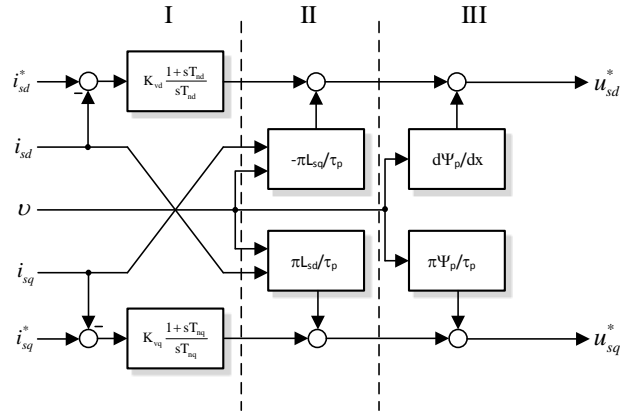 I II III
i*sd
Kvd 1+sTnd / sTnd
u*sd
-
isd
-πLsq/τp
dΨp/dx
υ
πLsd/τp
πΨp/τp
isq
-
i*sq
Kvq 1+sTnq / sTnq
u*sq